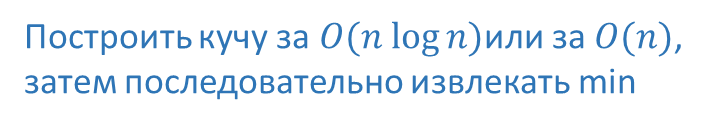 Построить кучу за O(n log n)или за O(n),
затем последовательно извлекать min